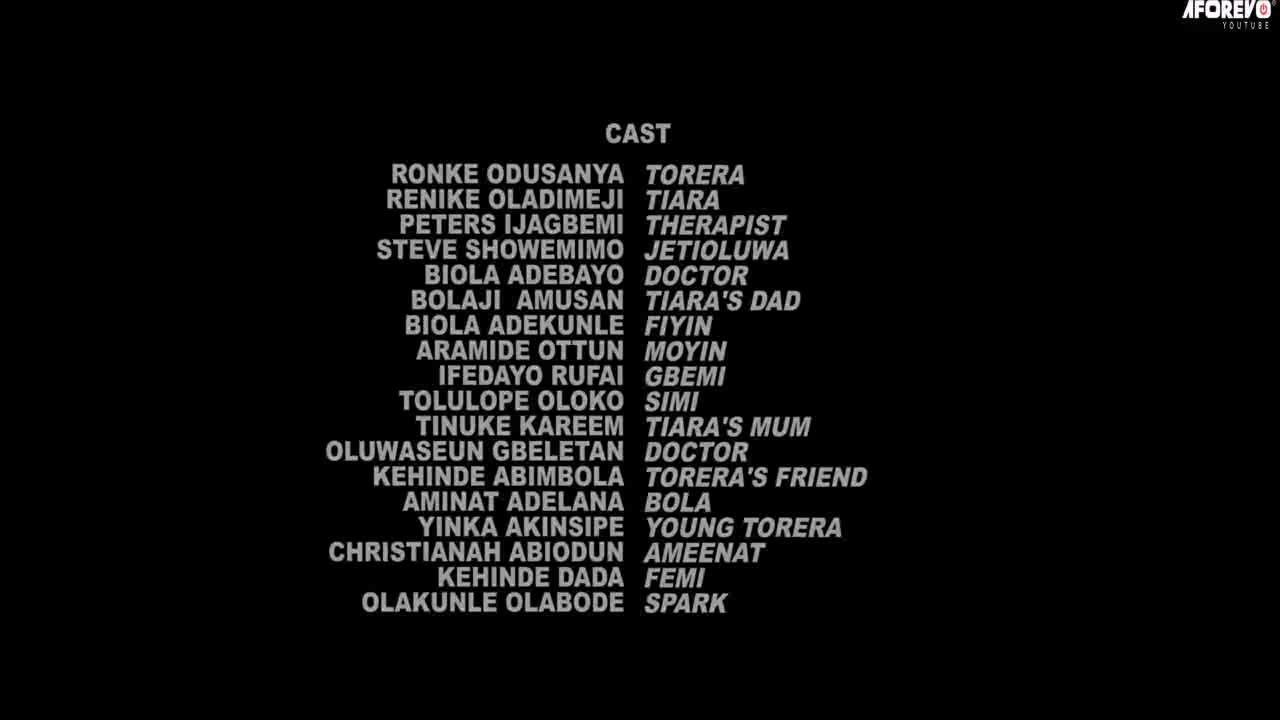 AFOREVO
YOUTUBE
CAST
RONKE ODUSANYA TORERA
RENIKE OLADIMEJI TIARA
PETERS IJAGBEMI THERAPIST
STEVE SHOWEMIMO JETIOLUWA
BIOLA ADEBAYO DOCTOR
BOLAJI AMUSAN TIARA'S DAD
BIOLA ADEKUNLE FIYIN
ARAMIDE OTTUN MOYIN
IFEDAYO RUFAI GBEMI
TOLULOPE OLOKO SIMI
TINUKE KAREEM TIARA'S MUM
OLUWASEUN GBELETAN DOCTOR
KEHINDE ABIMBOLA TORERA'S FRIEND
AMINAT ADELANA BOLA
YINKA AKINSIPE YOUNG TORERA
CHRISTIANAH ABIODUN AMEENAT
KEHINDE DADA FEMI
OLAKUNLE OLABODE SPARK